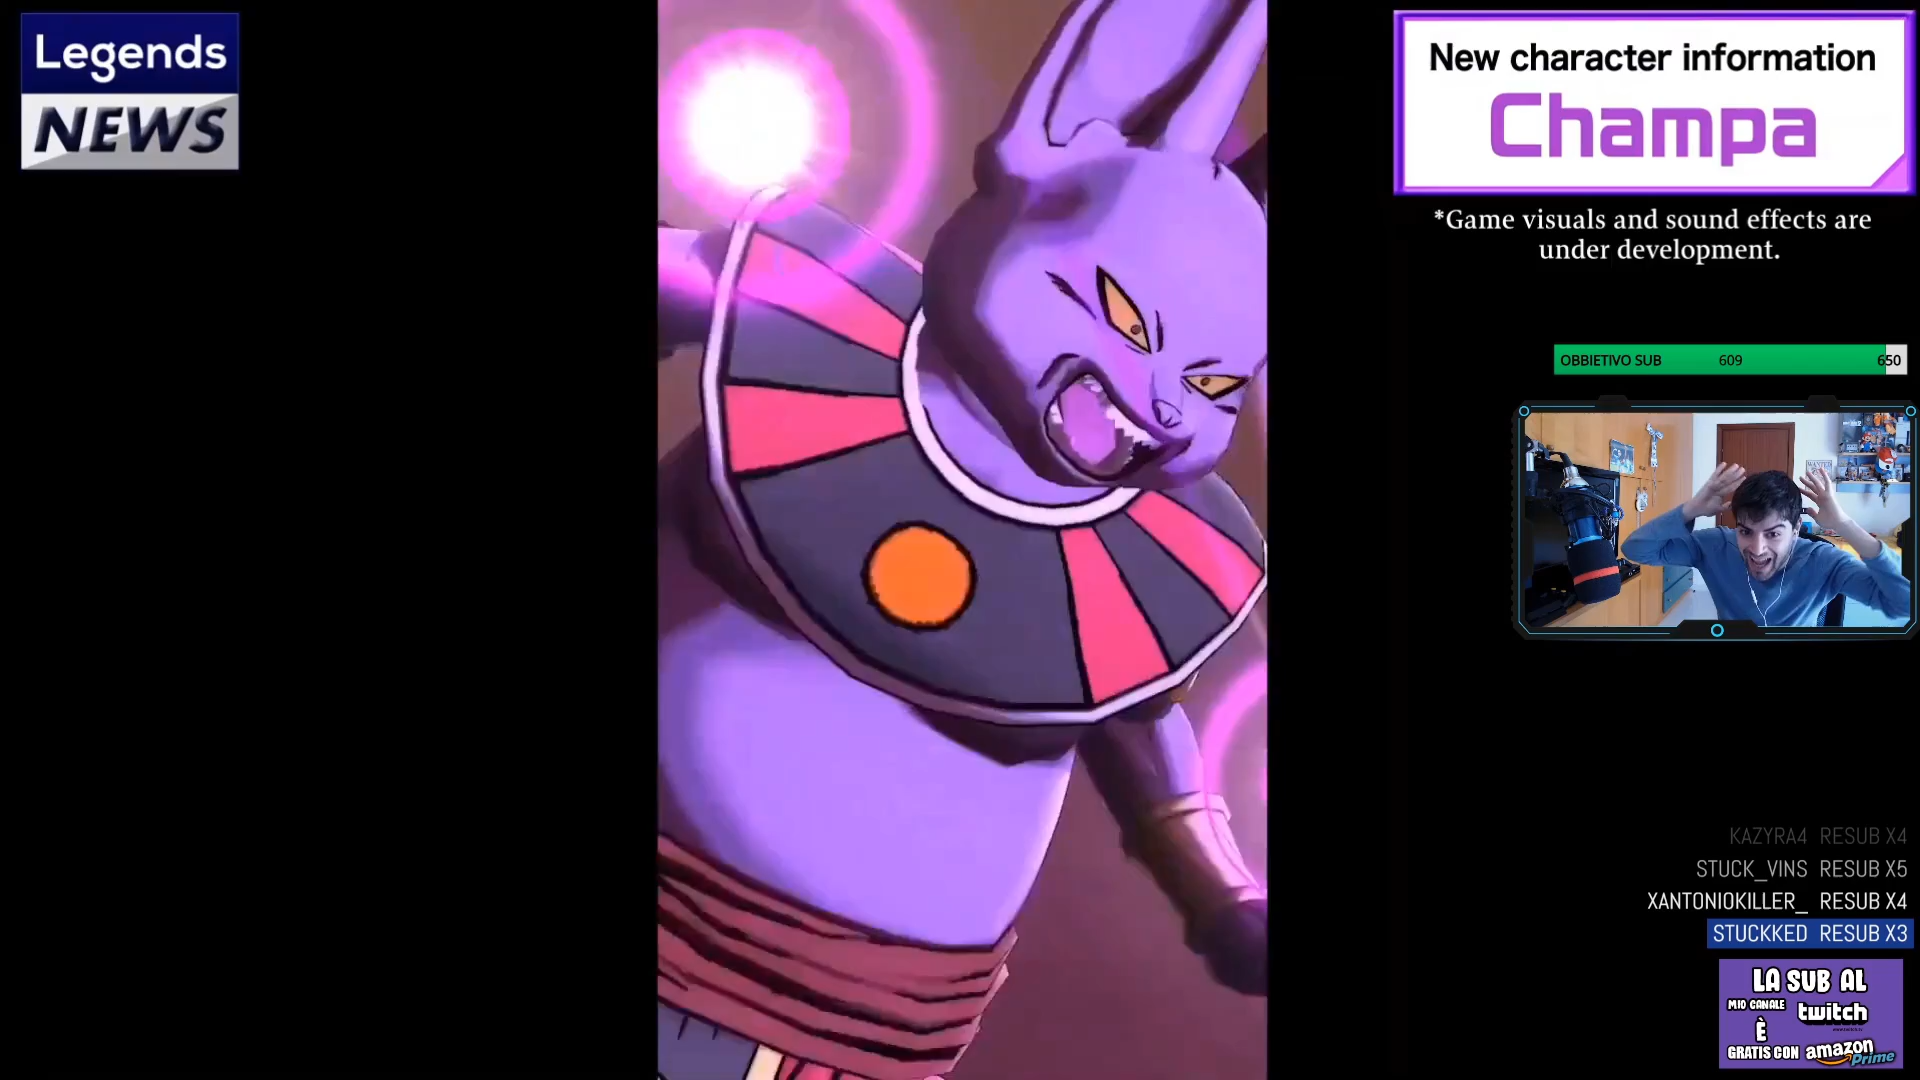 Legends
NEWS
New character information
Champa
*Game visuals and sound effects are
under development.
OBBIETIVO SUB 609 650
WANTED
KAZYRA4 RESUB X4
STUCK_VINS RESUB X5
XANTONIOKILLER_ RESUB X4
STUCKKED RESUB X3
LA SUB AL
MIO CANALE twitch
È
GRATIS CON amazon
Prime